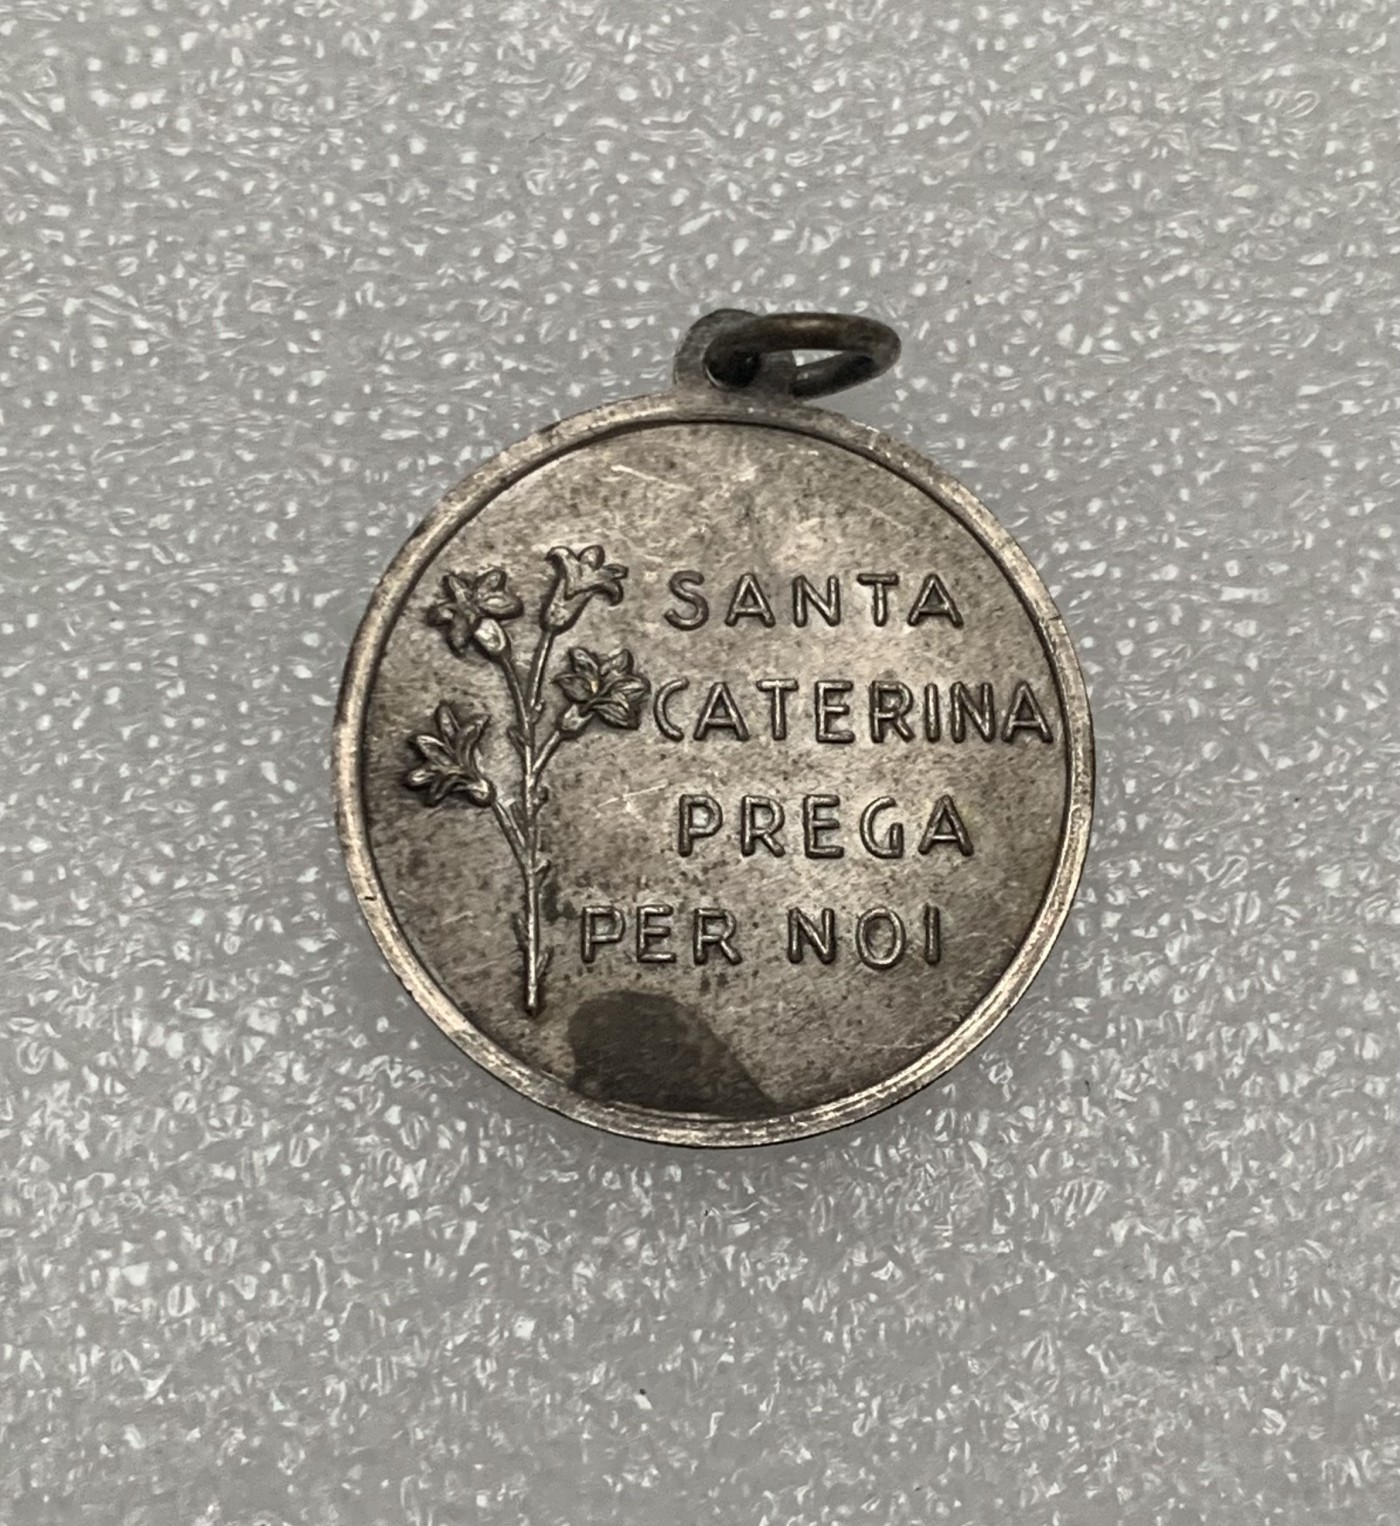 SANTA
CATERINA
PREGA
PER NOI